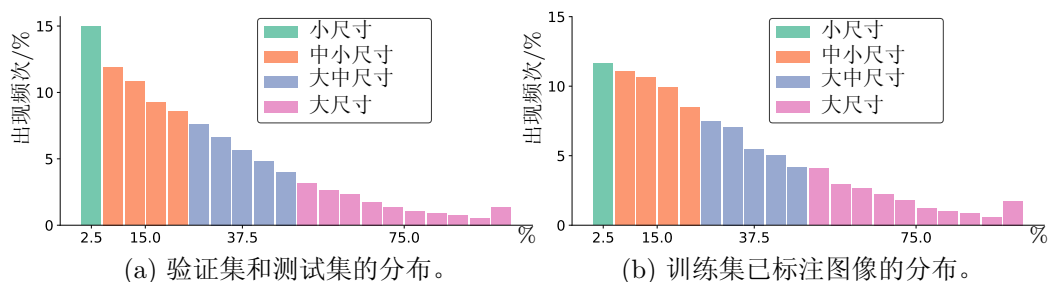 出现频次/%
15
10
5
0
小尺寸
中小尺寸
大中尺寸
大尺寸
2.5 15.0 37.5 75.0 %
(a) 验证集和测试集的分布。
出现频次/%
15
10
5
0
小尺寸
中小尺寸
大中尺寸
大尺寸
2.5 15.0 37.5 75.0 %
(b) 训练集已标注图像的分布。